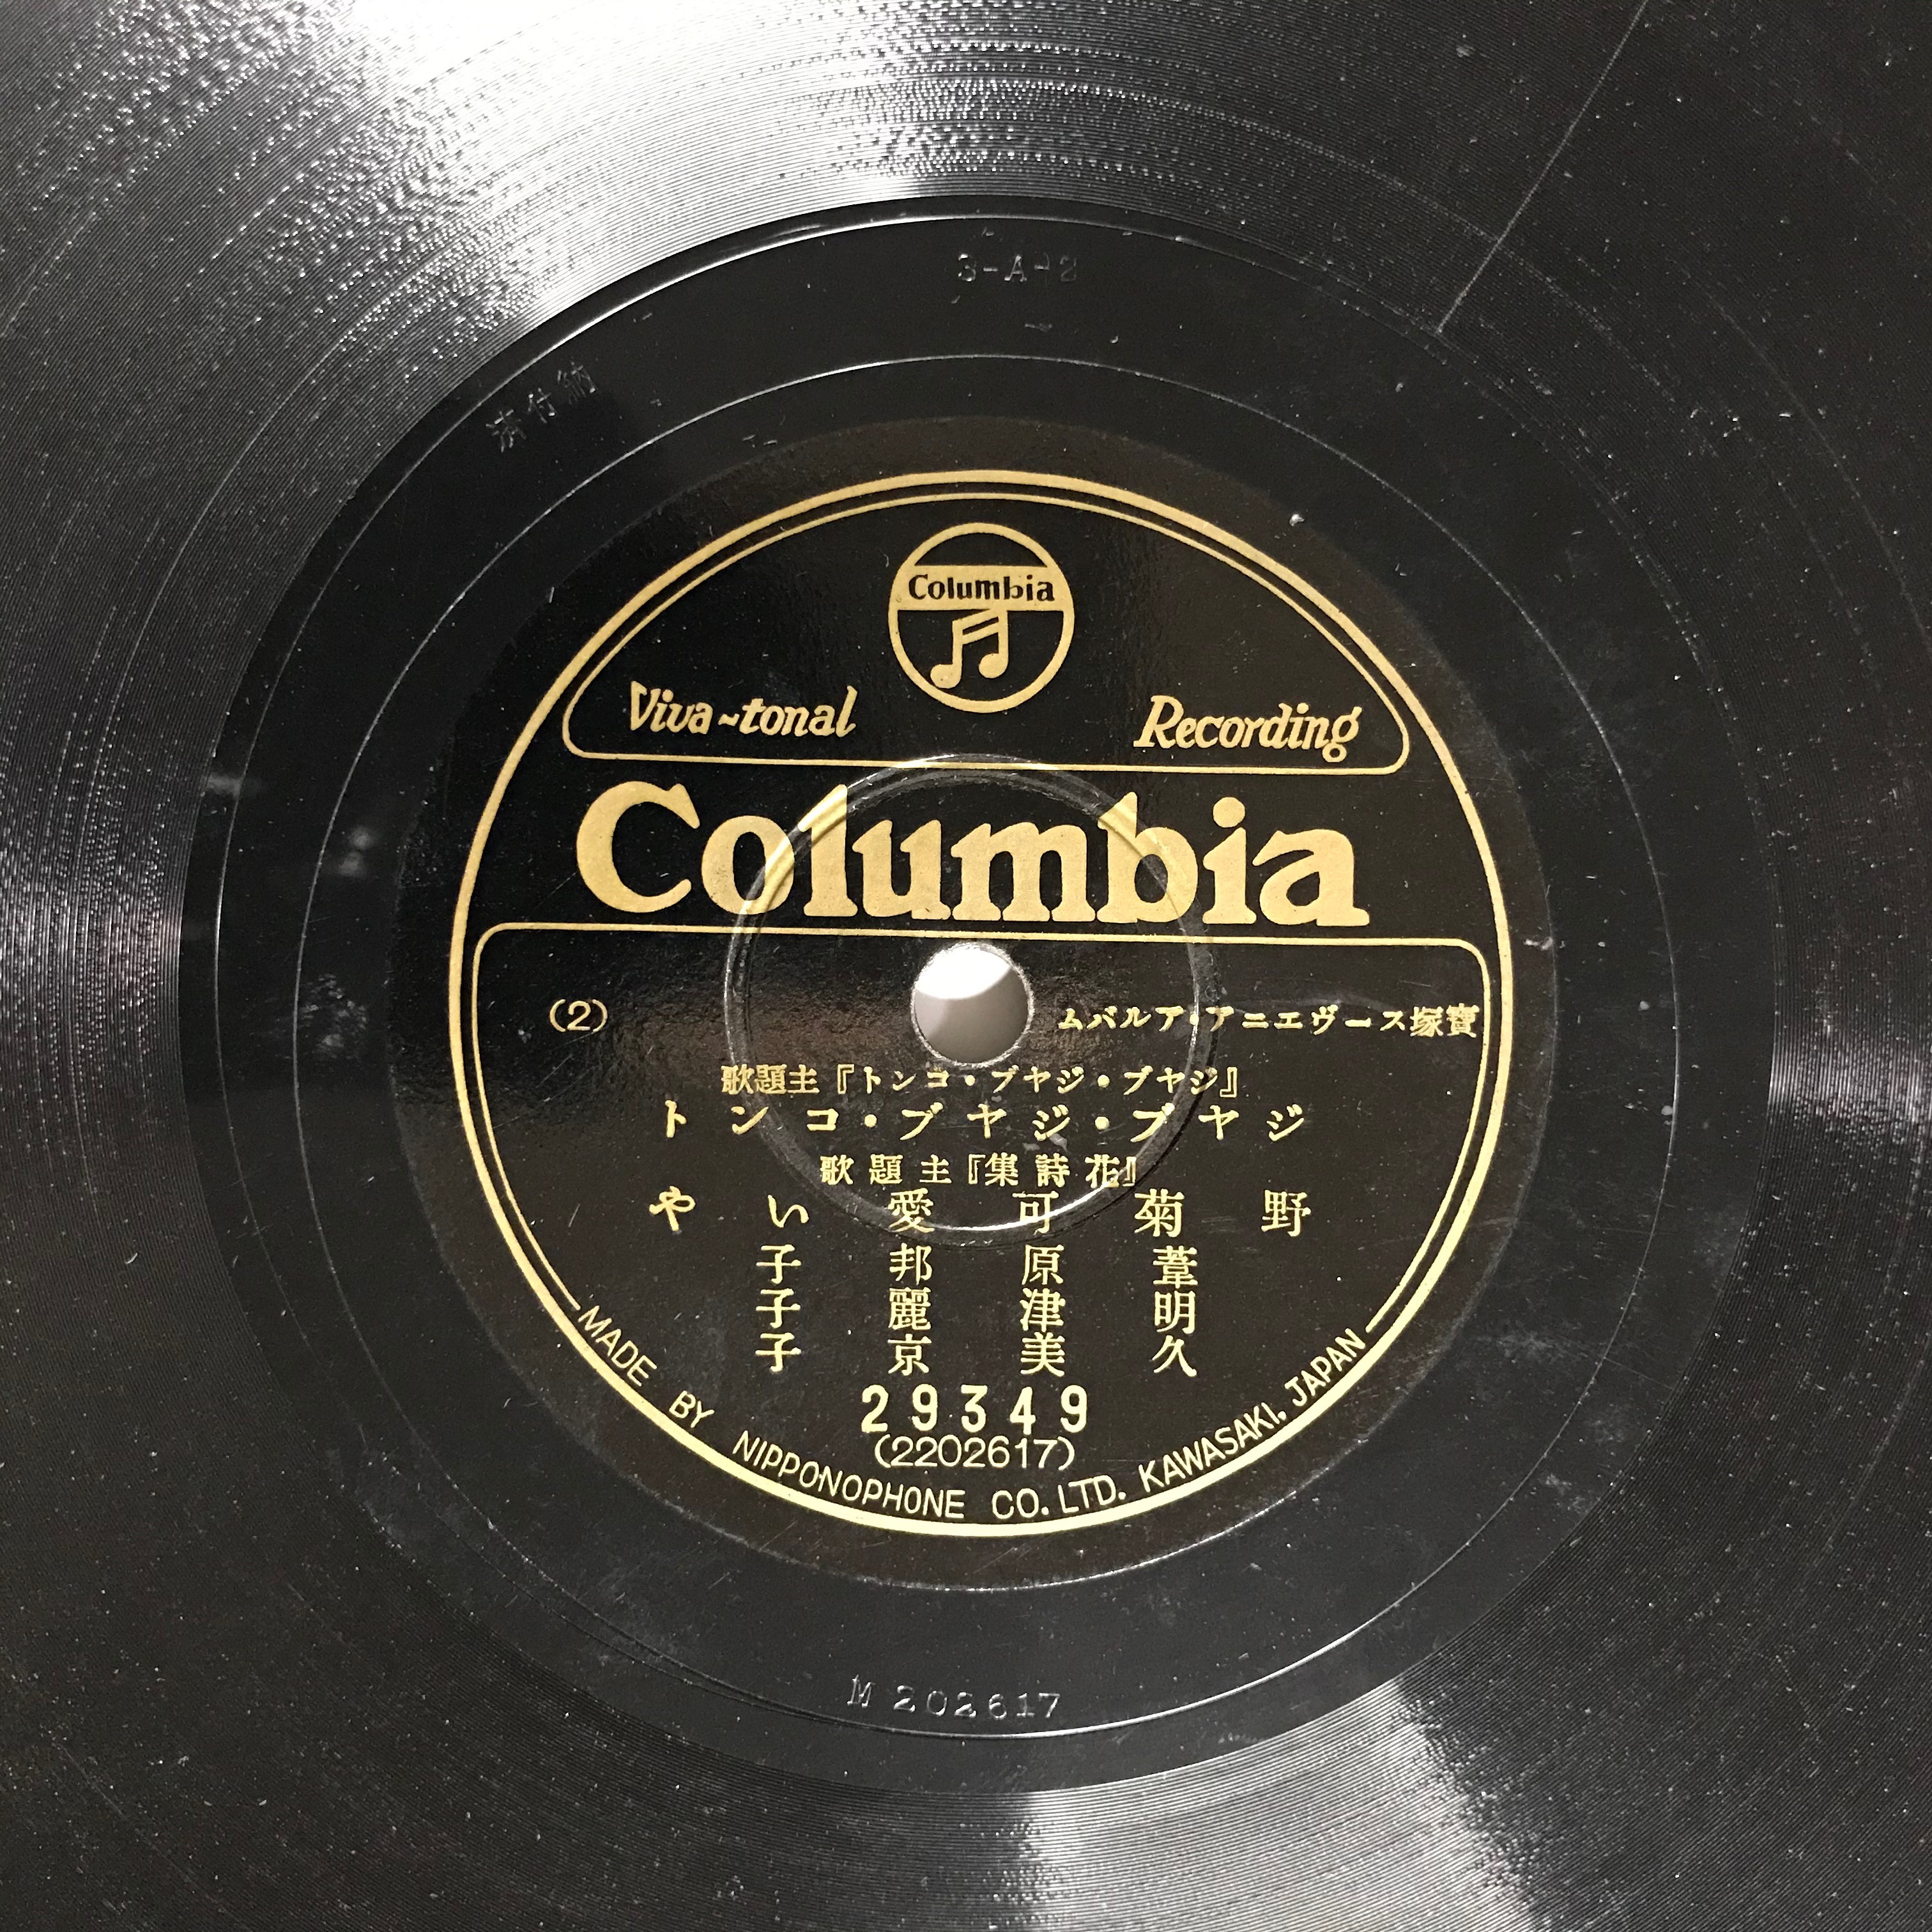 3-A-2
納付済
Columbia
Viva-tonal Recording
Columbia
寶塚スーヴエニア・アルバム (2)
『ジヤブ・ジヤブ・コント』主題歌
ジヤブ・ジヤブ・コント
『花詩集』主題歌
野菊可愛いや
葦原邦子
明津麗子
久美京子
29349
(2202617)
MADE BY NIPPONOPHONE CO. LTD. KAWASAKI, JAPAN
M 202617